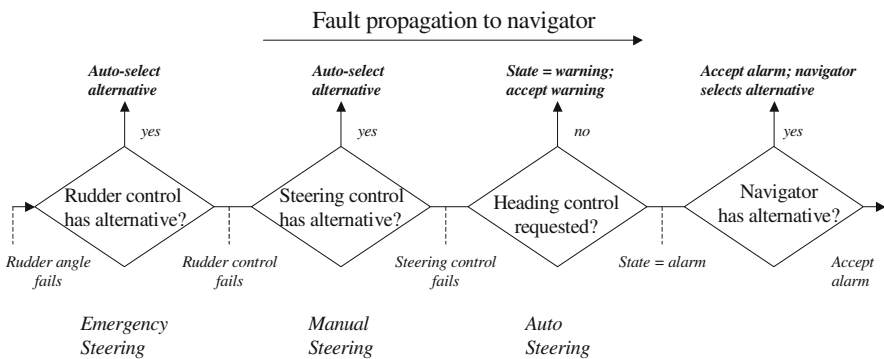 Fault propagation to navigator
Auto-select
alternative
Auto-select
alternative
State = warning;
accept warning
Accept alarm; navigator
selects alternative
yes
yes
no
yes
Rudder control
has alternative?
Steering control
has alternative?
Heading control
requested?
Navigator
has alternative?
Rudder angle
fails
Rudder control
fails
Steering control
fails
State = alarm
Accept
alarm
Emergency
Steering
Manual
Steering
Auto
Steering